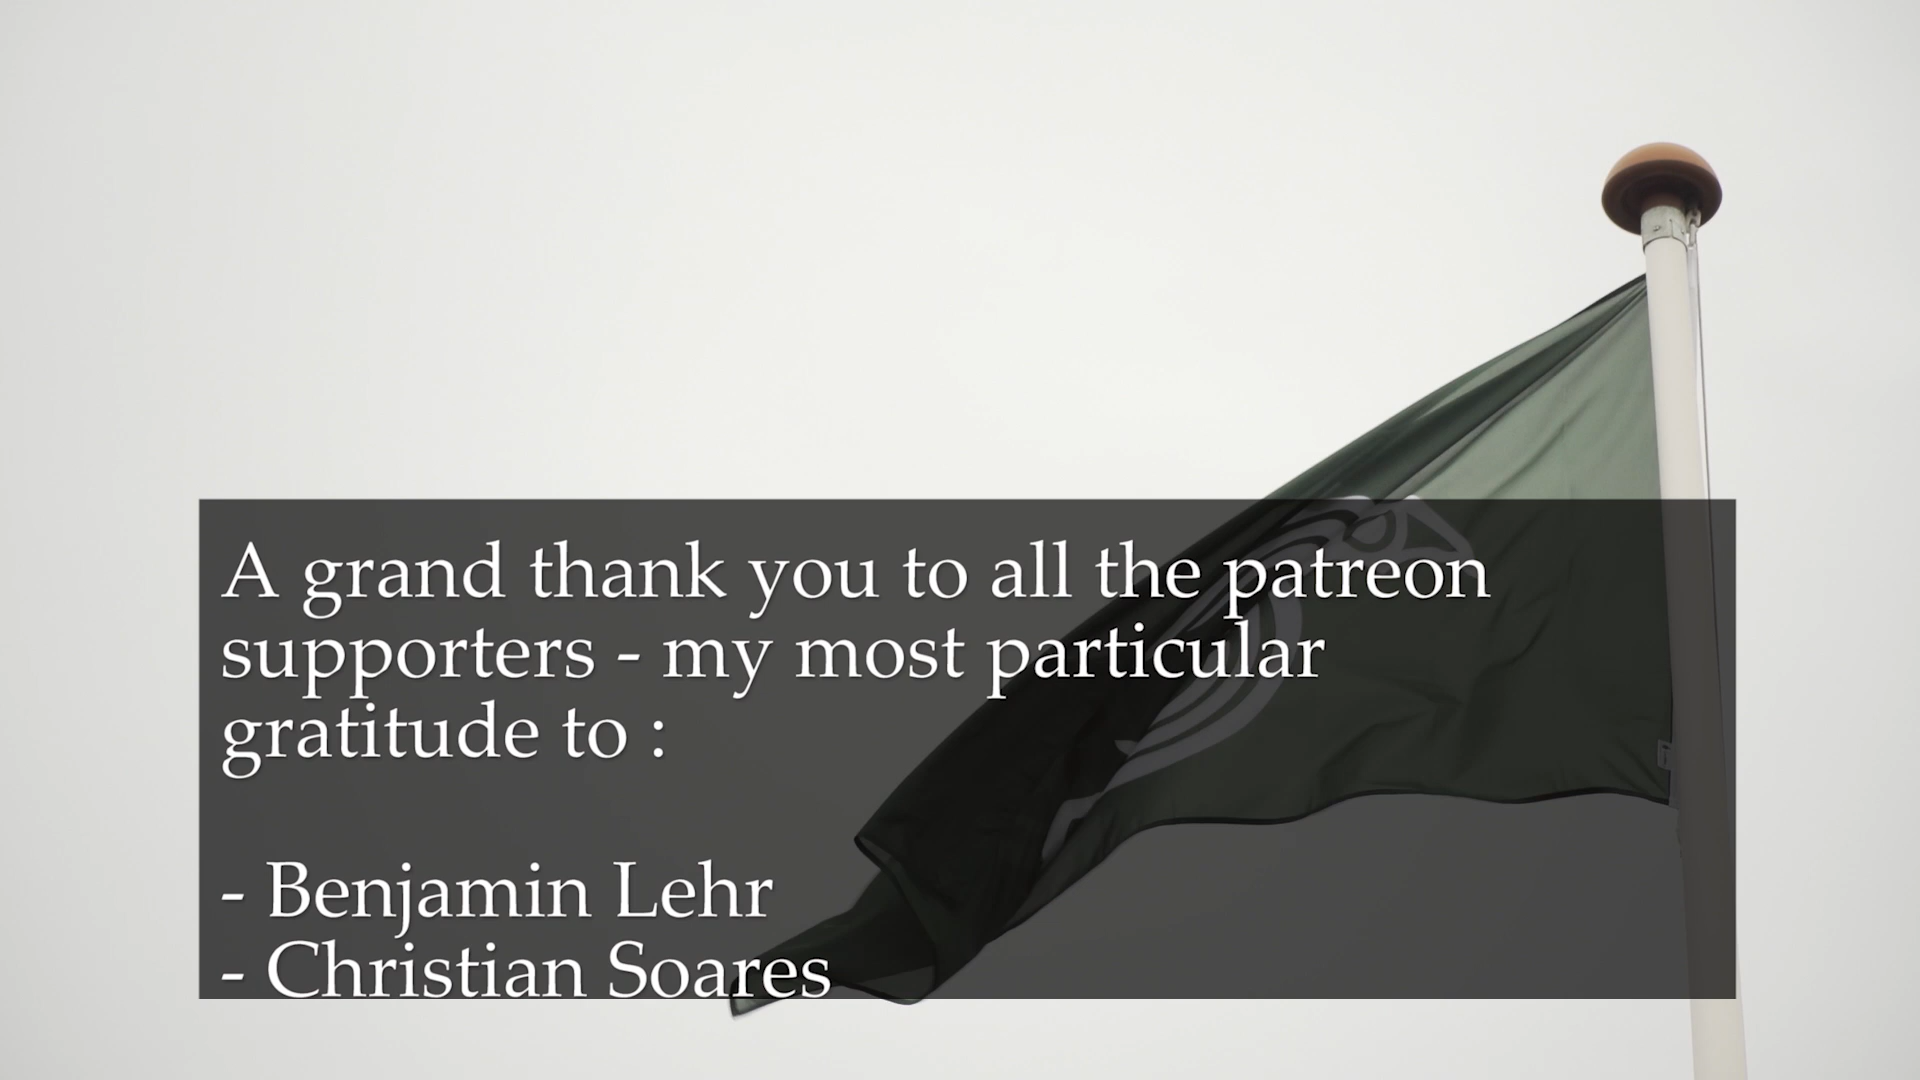 A grand thank you to all the patreon
supporters - my most particular
gratitude to :
- Benjamin Lehr
- Christian Soares